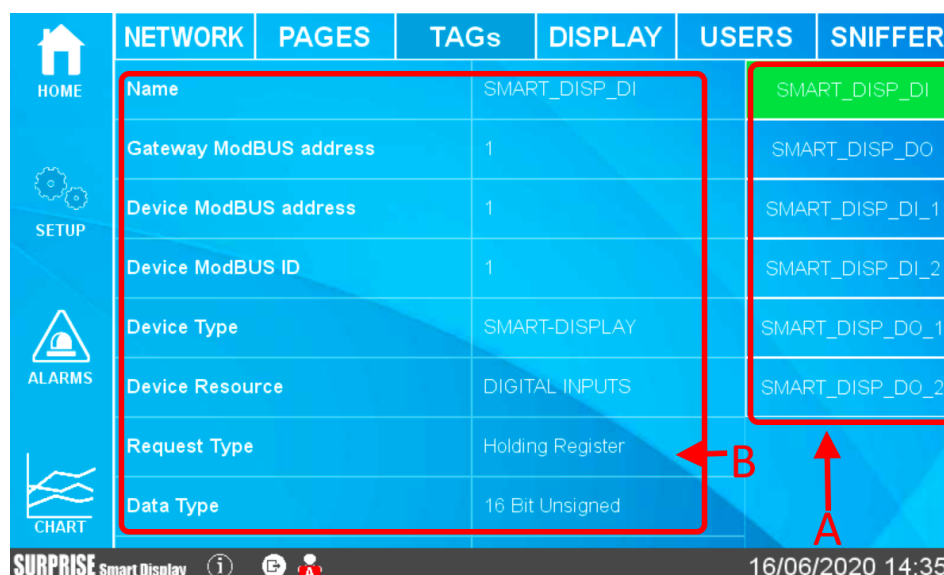 NETWORK PAGES TAGs DISPLAY USERS SNIFFER
HOME
SETUP
ALARMS
CHART
Name SMART_DISP_DI
Gateway ModBUS address 1
Device ModBUS address 1
Device ModBUS ID 1
Device Type SMART-DISPLAY
Device Resource DIGITAL INPUTS
Request Type Holding Register
Data Type 16 Bit Unsigned
B
SMART_DISP_DI
SMART_DISP_DO
SMART_DISP_DI_1
SMART_DISP_DI_2
SMART_DISP_DO_1
SMART_DISP_DO_2
A
SURPRISE Smart Display 16/06/2020 14:35